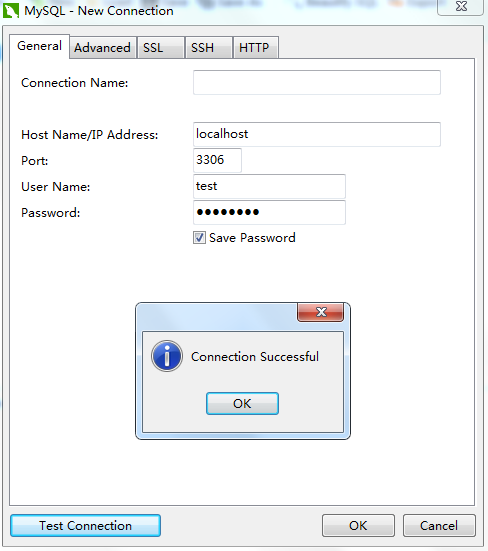 MySQL - New Connection
General Advanced SSL SSH HTTP
Connection Name:
Host Name/IP Address: localhost
Port: 3306
User Name: test
Password: ●●●●●●●●
Save Password
Connection Successful
OK
Test Connection OK Cancel